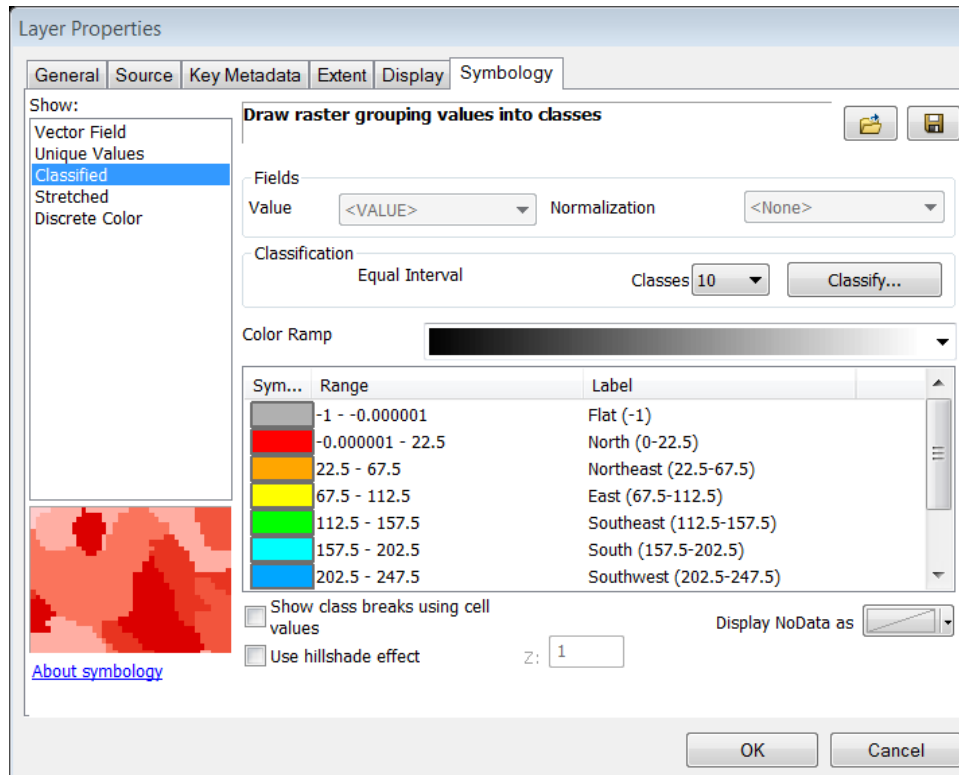 Layer Properties
General Source Key Metadata Extent Display Symbology
Show:
Vector Field
Unique Values
Classified
Stretched
Discrete Color
Draw raster grouping values into classes
Fields
Value <VALUE> Normalization <None>
Classification
Equal Interval Classes 10 Classify...
Color Ramp
Sym... Range Label
-1 - -0.000001 Flat (-1)
-0.000001 - 22.5 North (0-22.5)
22.5 - 67.5 Northeast (22.5-67.5)
67.5 - 112.5 East (67.5-112.5)
112.5 - 157.5 Southeast (112.5-157.5)
157.5 - 202.5 South (157.5-202.5)
202.5 - 247.5 Southwest (202.5-247.5)
Show class breaks using cell
values
Display NoData as
Use hillshade effect Z: 1
About symbology
OK Cancel